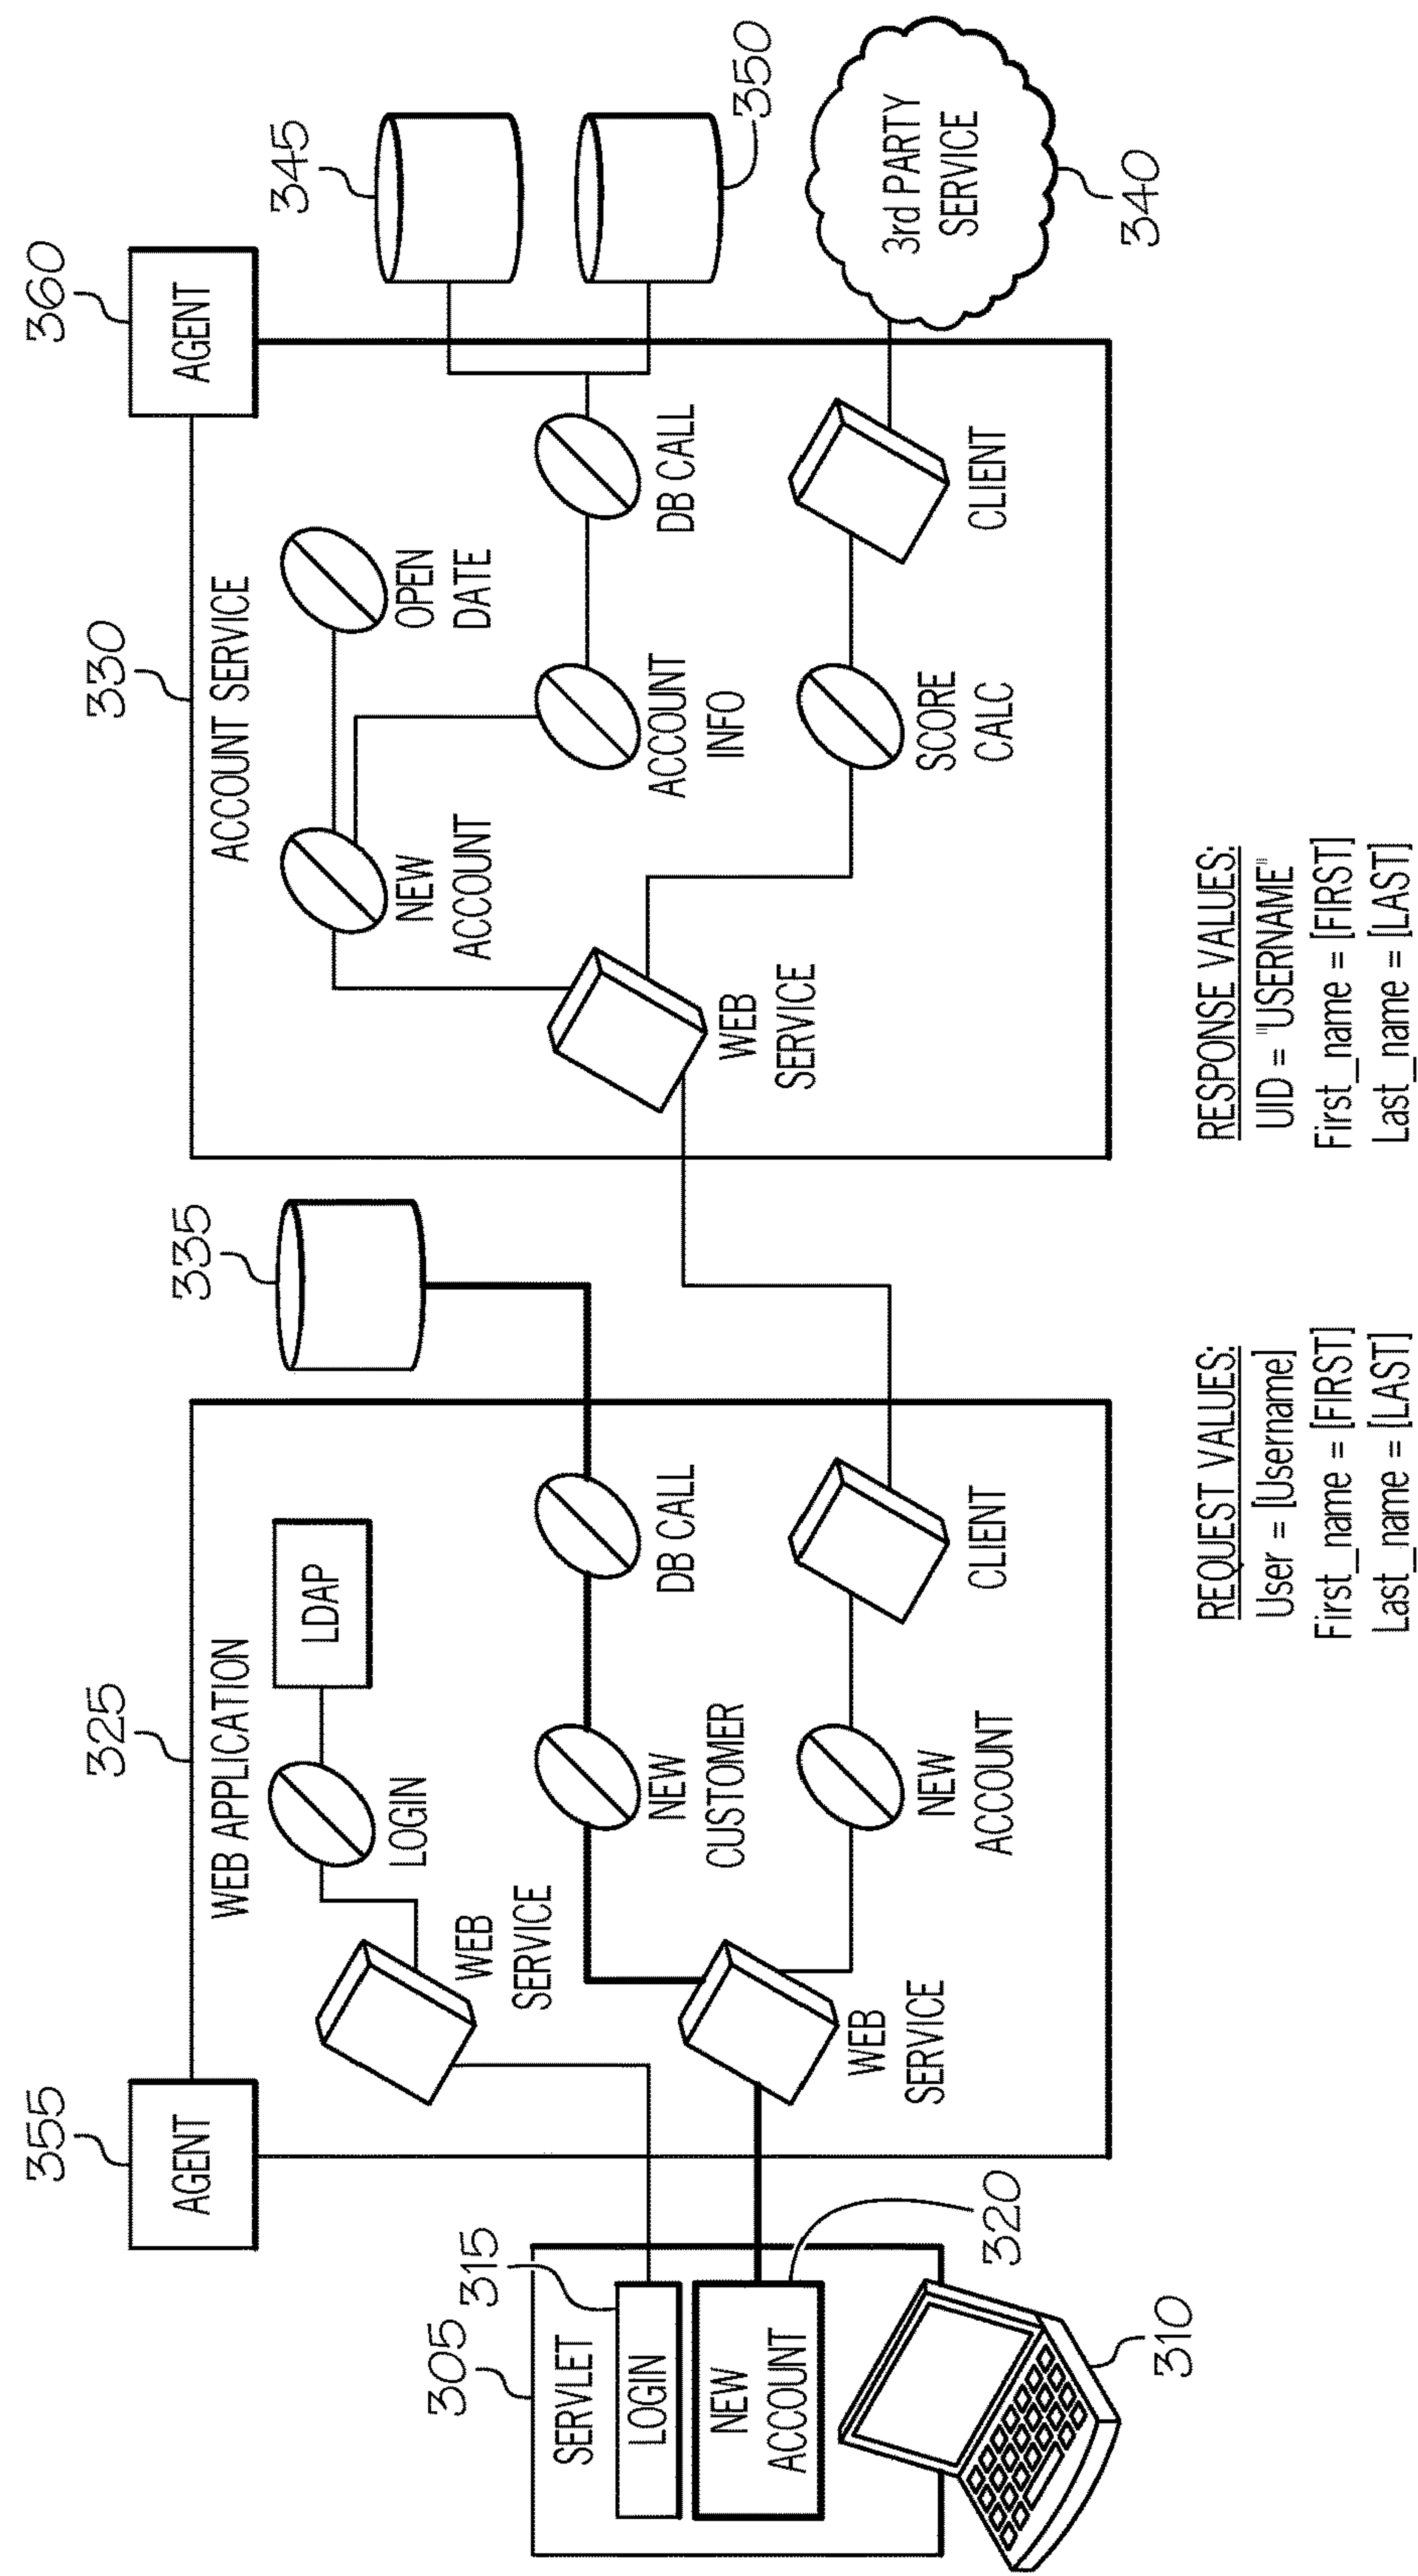 355
AGENT
325
WEB APPLICATION
LOGIN
LDAP
WEB
SERVICE
NEW
CUSTOMER
DB CALL
WEB
SERVICE
NEW
ACCOUNT
CLIENT
305
SERVLET
315
LOGIN
NEW
ACCOUNT
320
310
335
330
ACCOUNT SERVICE
360
AGENT
NEW
ACCOUNT
OPEN
DATE
ACCOUNT
INFO
DB CALL
WEB
SERVICE
SCORE
CALC
CLIENT
345
350
3rd PARTY
SERVICE
340
REQUEST VALUES:
User = [Username]
First_name = [FIRST]
Last_name = [LAST]
RESPONSE VALUES:
UID = "USERNAME"
First_name = [FIRST]
Last_name = [LAST]